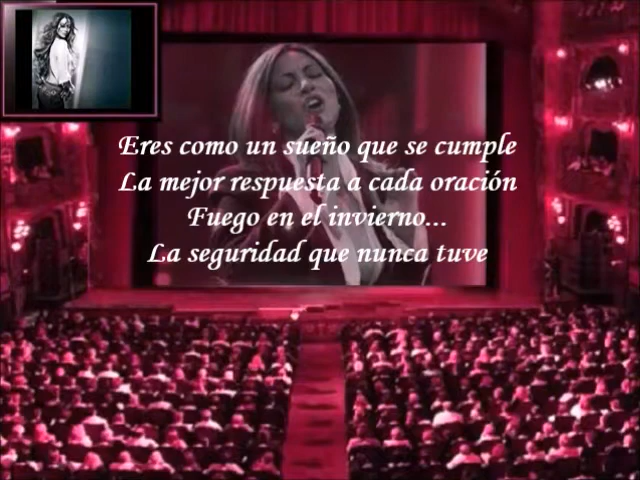 Eres como un sueño que se cumple
La mejor respuesta a cada oración
Fuego en el invierno...
La seguridad que nunca tuve